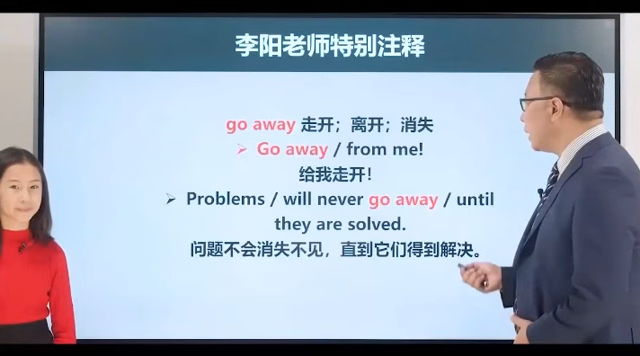 李阳老师特别注释
go away 走开；离开；消失
➢ Go away / from me!
给我走开！
➢ Problems / will never go away / until
they are solved.
问题不会消失不见，直到它们得到解决。